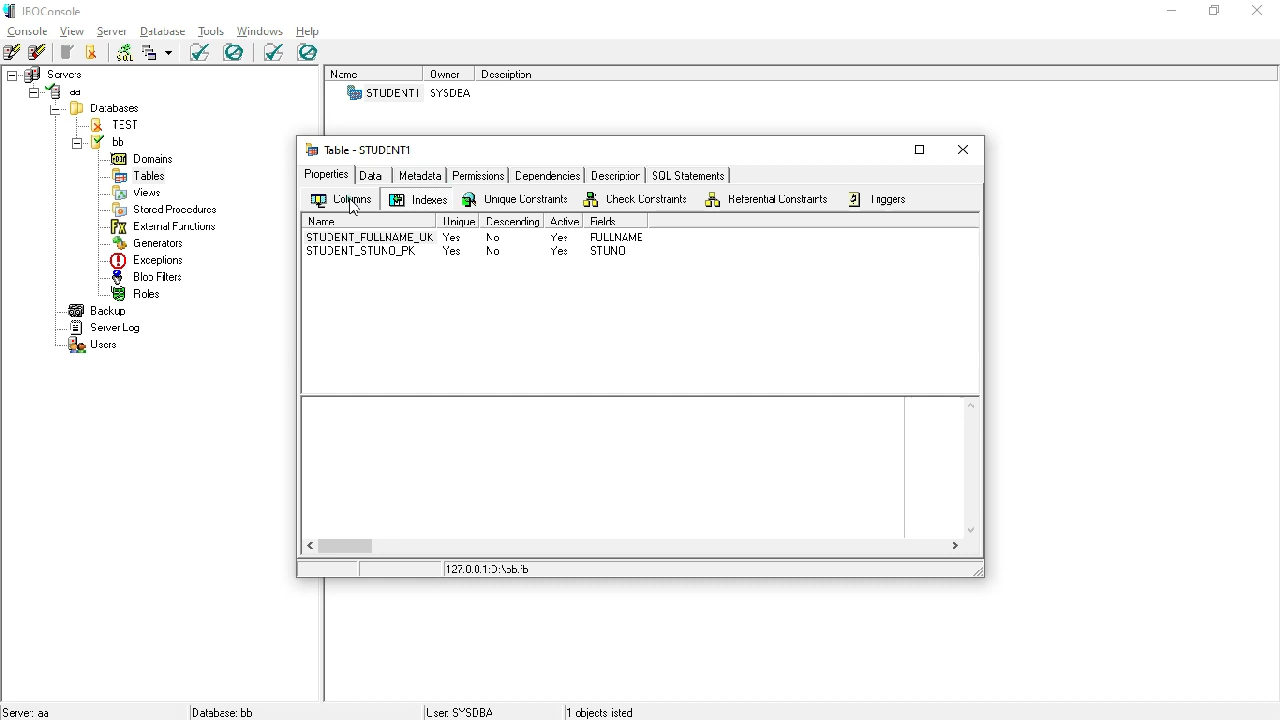 IBOConsole
Console View Server Database Tools Windows Help
Servers
aa
Databases
TEST
bb
Domains
Tables
Views
Stored Procedures
External Functions
Generators
Exceptions
Blob Filters
Roles
Backup
Server Log
Users
Name Owner Description
STUDENT1 SYSDBA
Table - STUDENT1
Properties Data Metadata Permissions Dependencies Description SQL Statements
Columns Indexes Unique Constraints Check Constraints Referential Constraints Triggers
Name Unique Descending Active Fields
STUDENT_FULLNAME_UK Yes No Yes FULLNAME
STUDENT_STUNO_PK Yes No Yes STUNO
127.0.0.1:D:\bb.fb
Server: aa Database: bb User: SYSDBA 1 objects listed